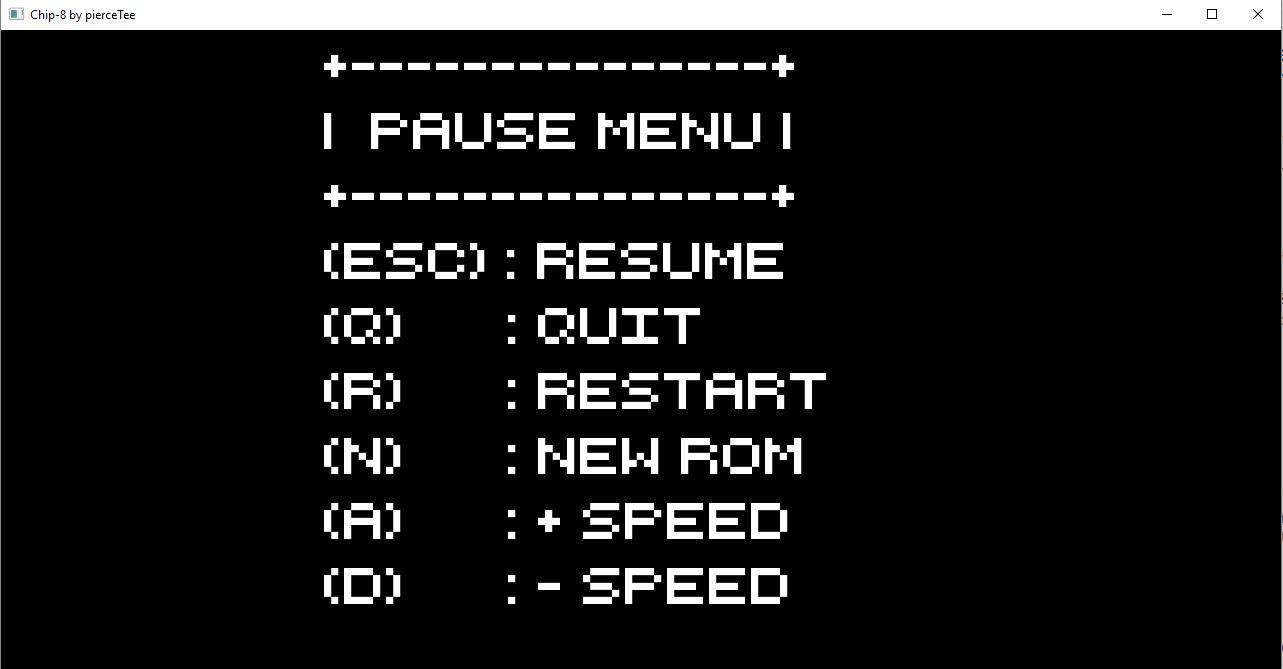 Chip-8 by pierceTee
+---------------+
| PAUSE MENU |
+---------------+
(ESC) : RESUME
(Q) : QUIT
(R) : RESTART
(N) : NEW ROM
(A) : + SPEED
(D) : - SPEED